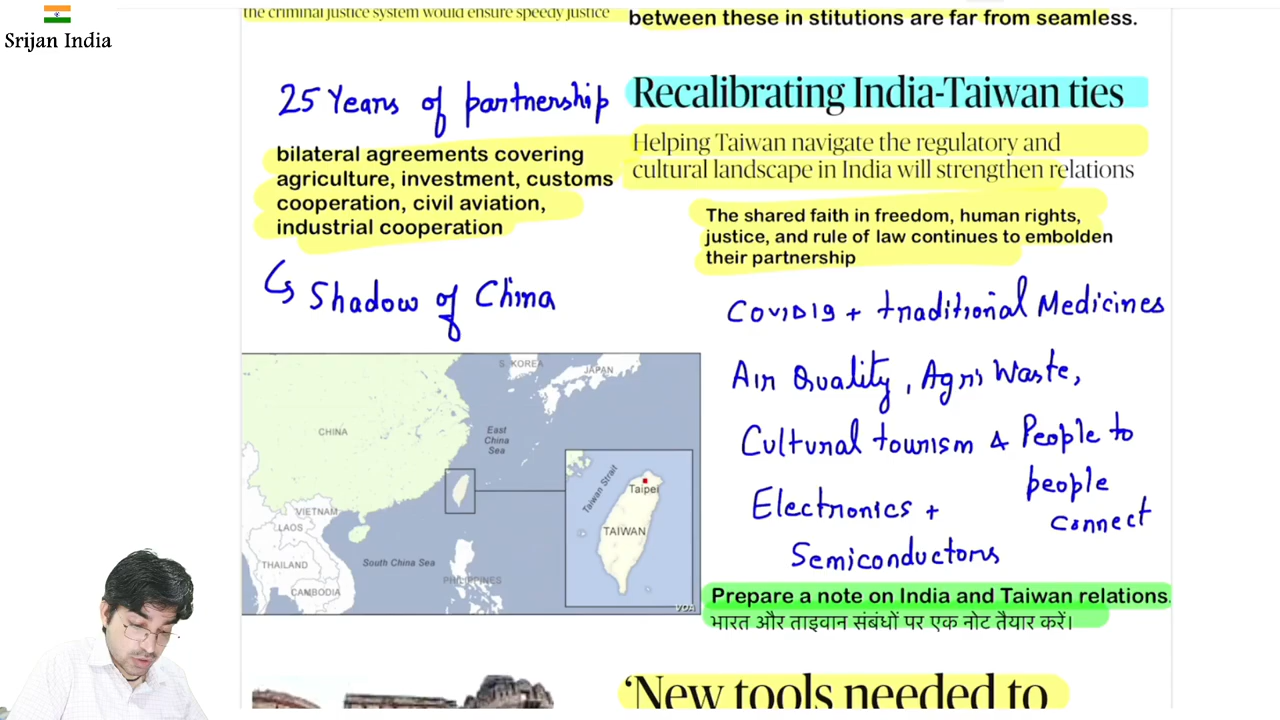 Srijan India
the criminal justice system would ensure speedy justice
between these in stitutions are far from seamless.
25 Years of partnership
Recalibrating India-Taiwan ties
bilateral agreements covering
agriculture, investment, customs
cooperation, civil aviation,
industrial cooperation
Helping Taiwan navigate the regulatory and
cultural landscape in India will strengthen relations
The shared faith in freedom, human rights,
justice, and rule of law continues to embolden
their partnership
Shadow of China
Covid19 + traditional Medicines
Air Quality, Agri Waste,
Cultural tourism & People to
people
connect
Electronics +
Semiconductors
S. KOREA
JAPAN
CHINA
East
China
Sea
Taiwan Strait
Taipei
TAIWAN
VIETNAM
LAOS
THAILAND
CAMBODIA
South China Sea
PHILIPPINES
VOA
Prepare a note on India and Taiwan relations.
भारत और ताइवान संबंधों पर एक नोट तैयार करें।
‘New tools needed to